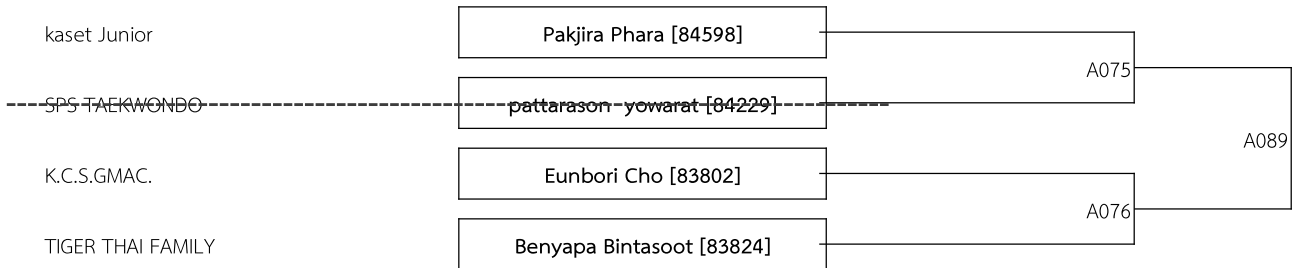 kaset Junior Pakjira Phara [84598]
A075
SPS TAEKWONDO pattarason yowarat [84229]
A089
K.C.S.GMAC. Eunbori Cho [83802]
A076
TIGER THAI FAMILY Benyapa Bintasoot [83824]